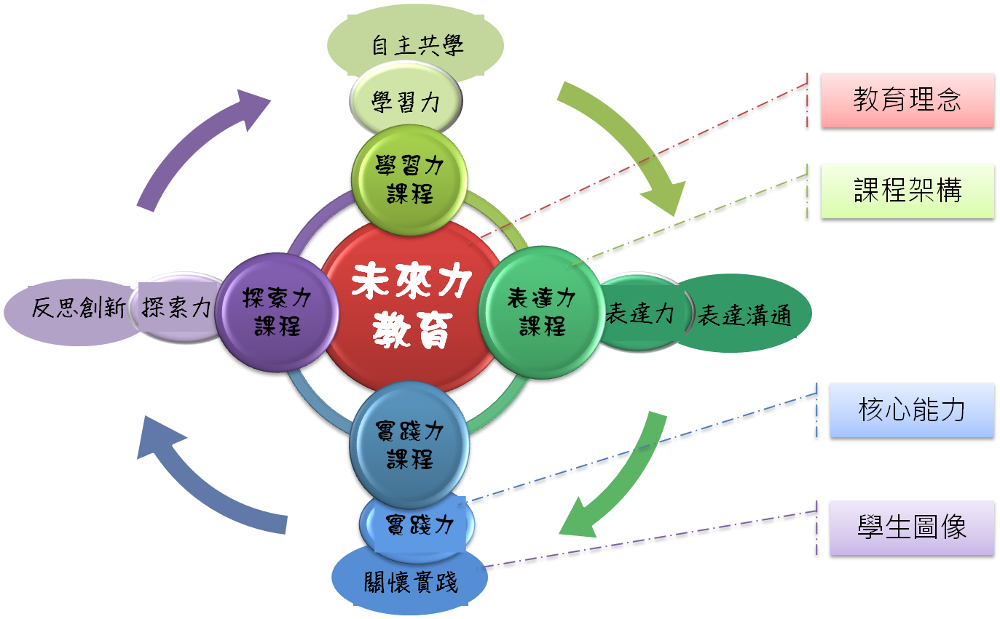 自主共學
學習力
教育理念
學習力
課程
課程架構
未來力
教育
反思創新
探索力
探索力
課程
表達力
課程
表達力
表達溝通
實踐力
課程
核心能力
實踐力
學生圖像
關懷實踐